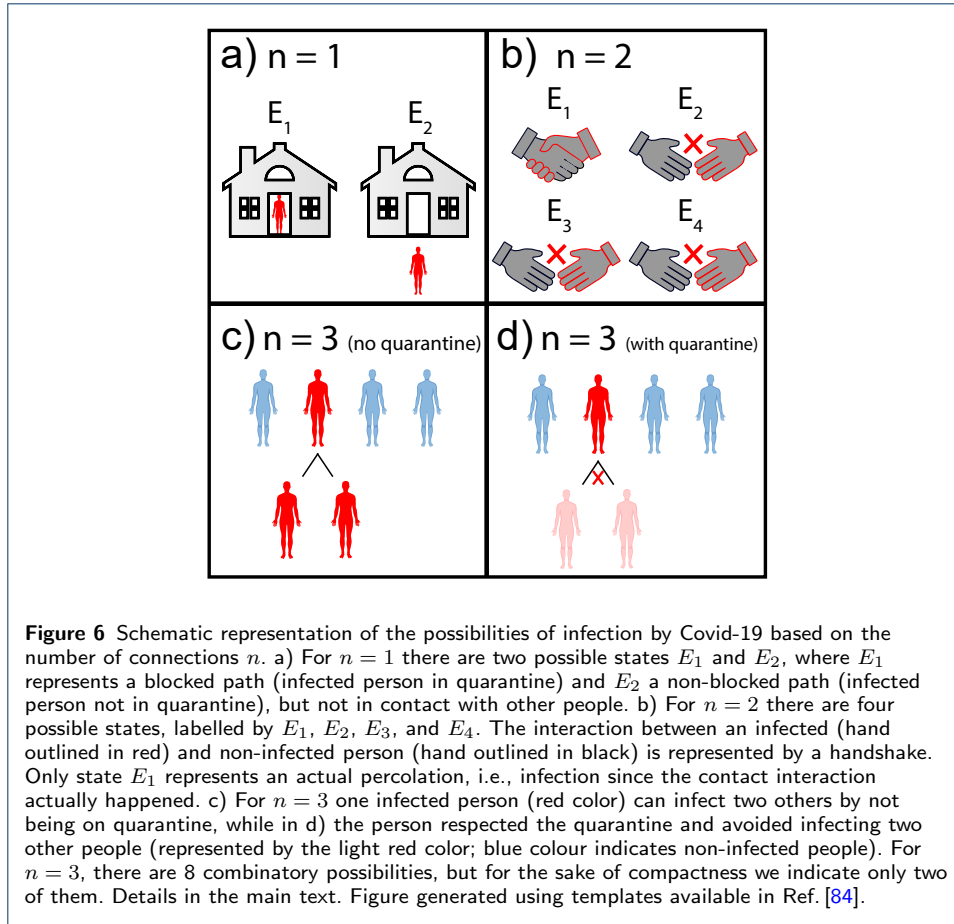 a) n = 1
E₁ E₂
b) n = 2
E₁ E₂
E₃ E₄
c) n = 3 (no quarantine)
d) n = 3 (with quarantine)
Figure 6 Schematic representation of the possibilities of infection by Covid-19 based on the
number of connections n. a) For n = 1 there are two possible states E₁ and E₂, where E₁
represents a blocked path (infected person in quarantine) and E₂ a non-blocked path (infected
person not in quarantine), but not in contact with other people. b) For n = 2 there are four
possible states, labelled by E₁, E₂, E₃, and E₄. The interaction between an infected (hand
outlined in red) and non-infected person (hand outlined in black) is represented by a handshake.
Only state E₁ represents an actual percolation, i.e., infection since the contact interaction
actually happened. c) For n = 3 one infected person (red color) can infect two others by not
being on quarantine, while in d) the person respected the quarantine and avoided infecting two
other people (represented by the light red color; blue colour indicates non-infected people). For
n = 3, there are 8 combinatory possibilities, but for the sake of compactness we indicate only two
of them. Details in the main text. Figure generated using templates available in Ref. [84].